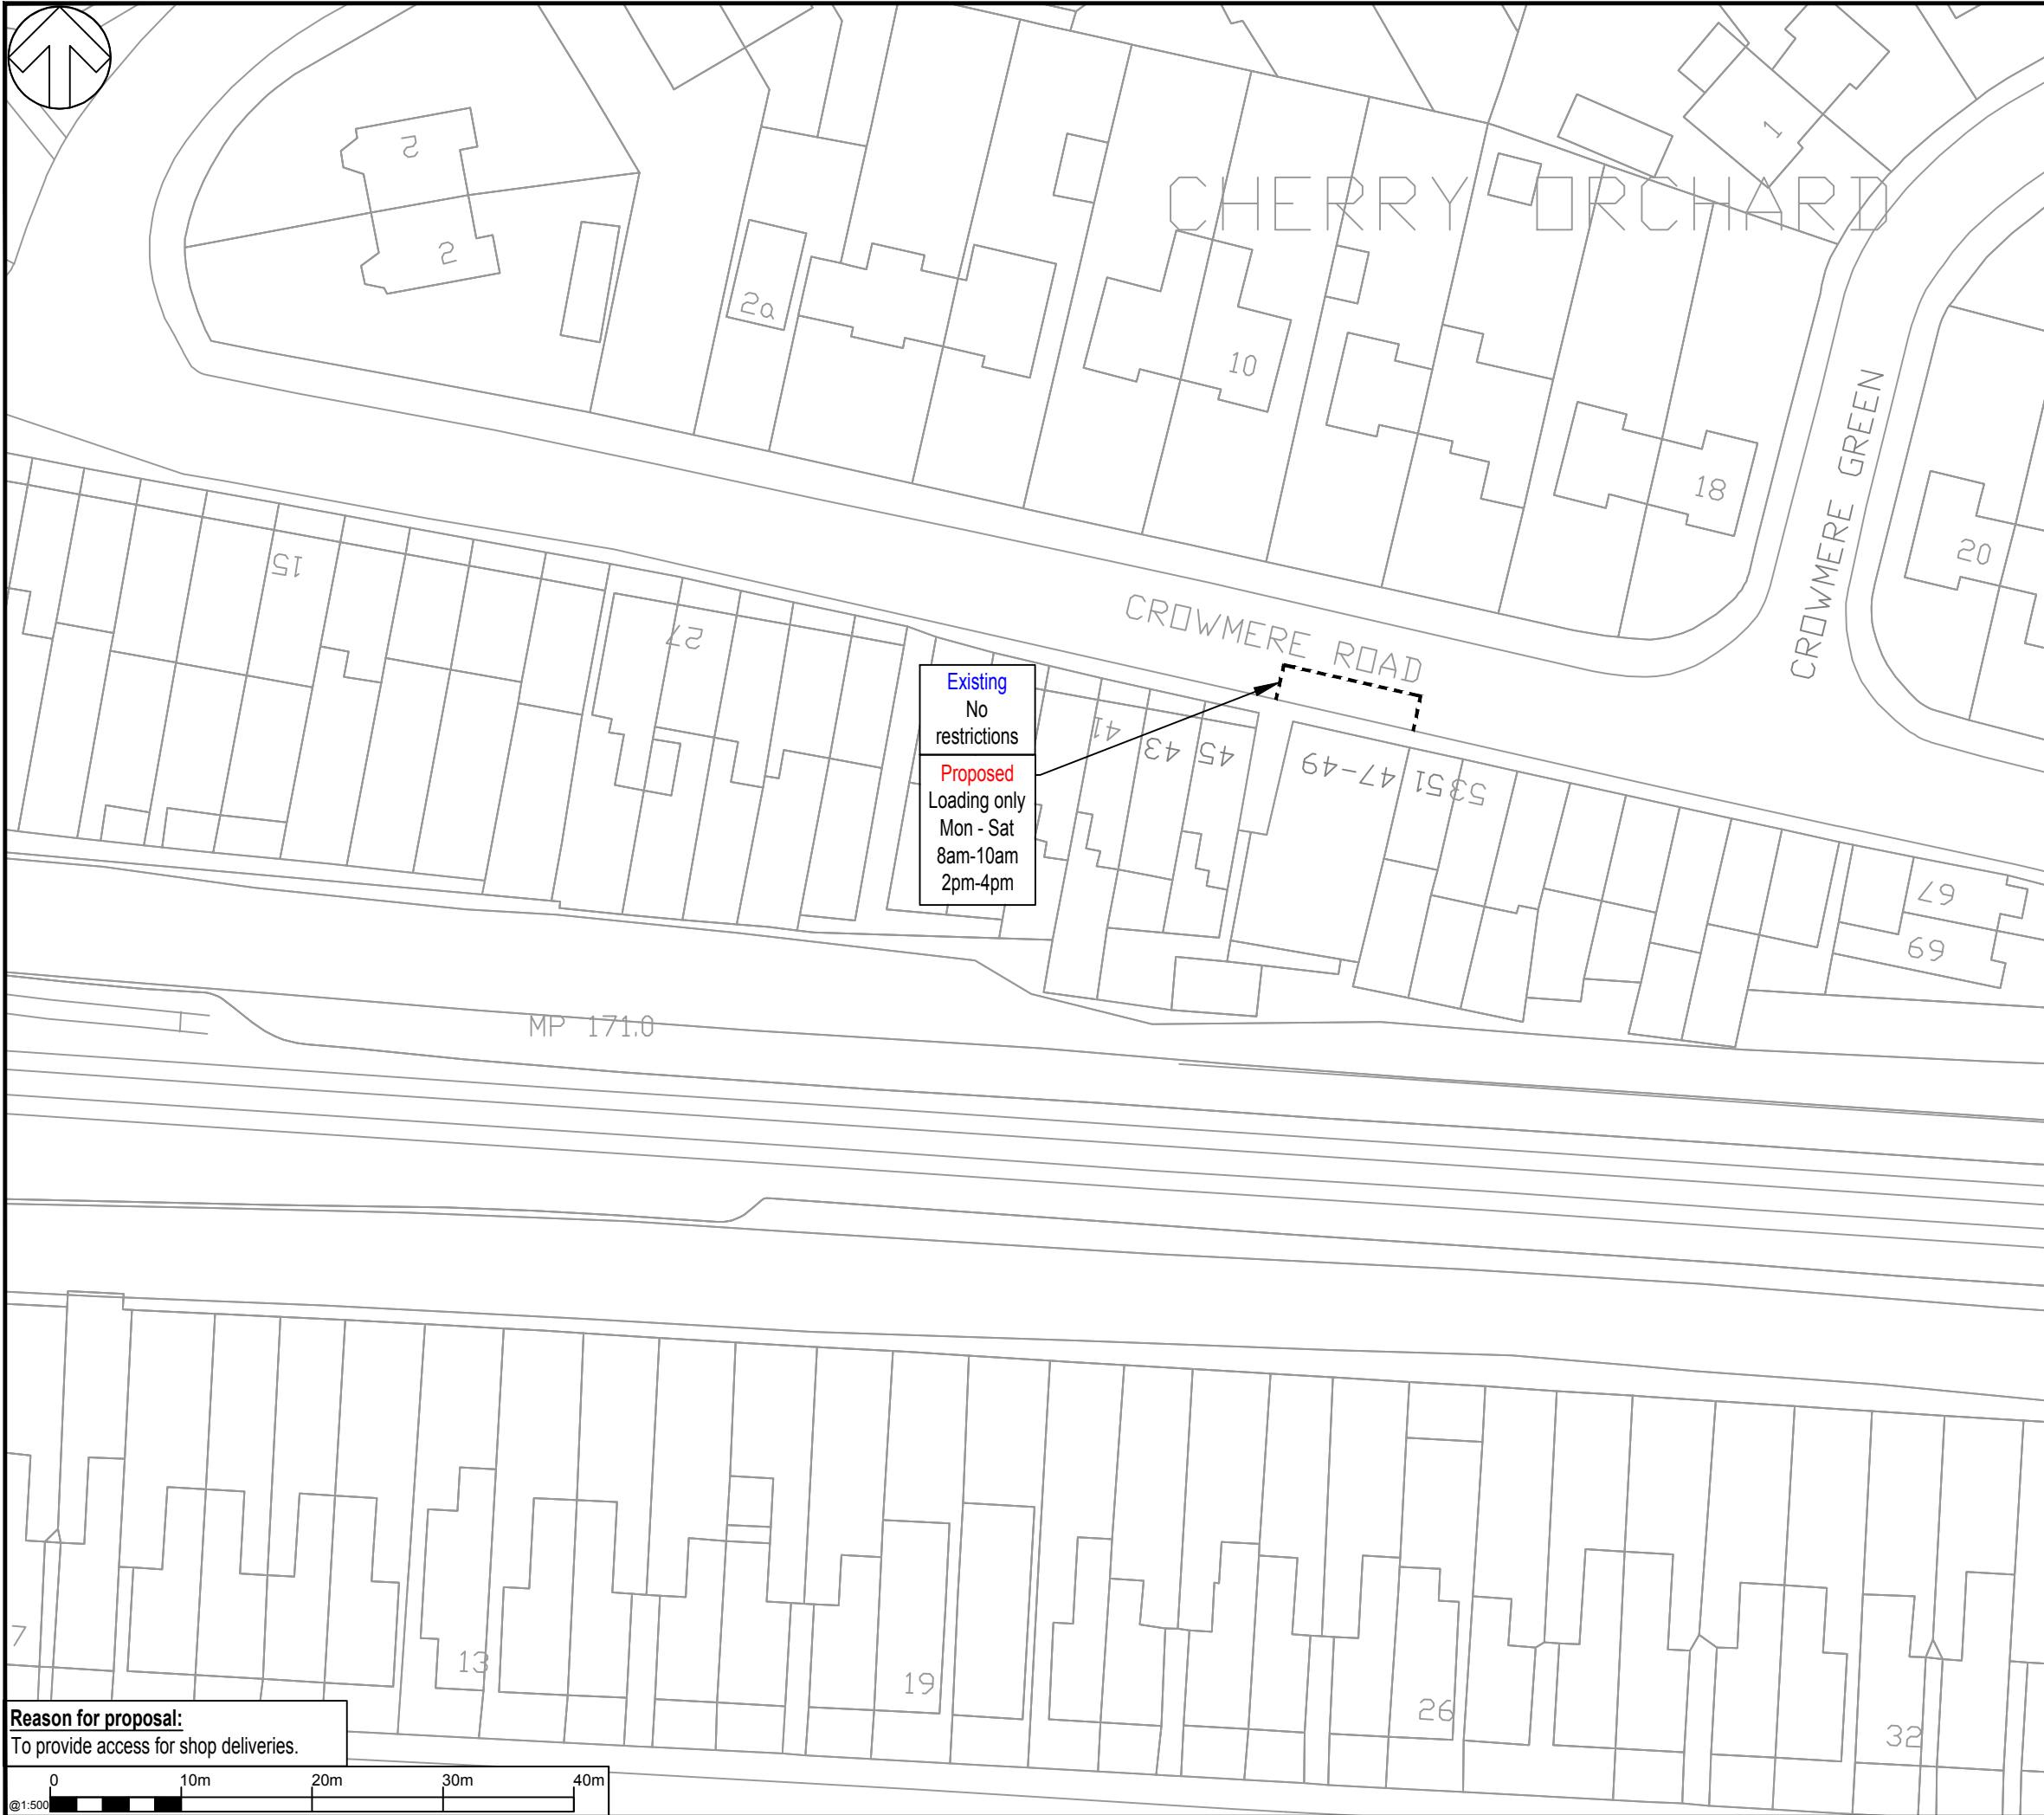 2
CHERRY ORCHARD
1
2
2a
10
18
20
CROWMERE GREEN
15
27
CROWMERE ROAD
Existing
No
restrictions
Proposed
Loading only
Mon - Sat
8am-10am
2pm-4pm
41
43
45
47-49
51
53
67
69
MP 171.0
7
13
19
26
32
Reason for proposal:
To provide access for shop deliveries.
0 10m 20m 30m 40m
@1:500